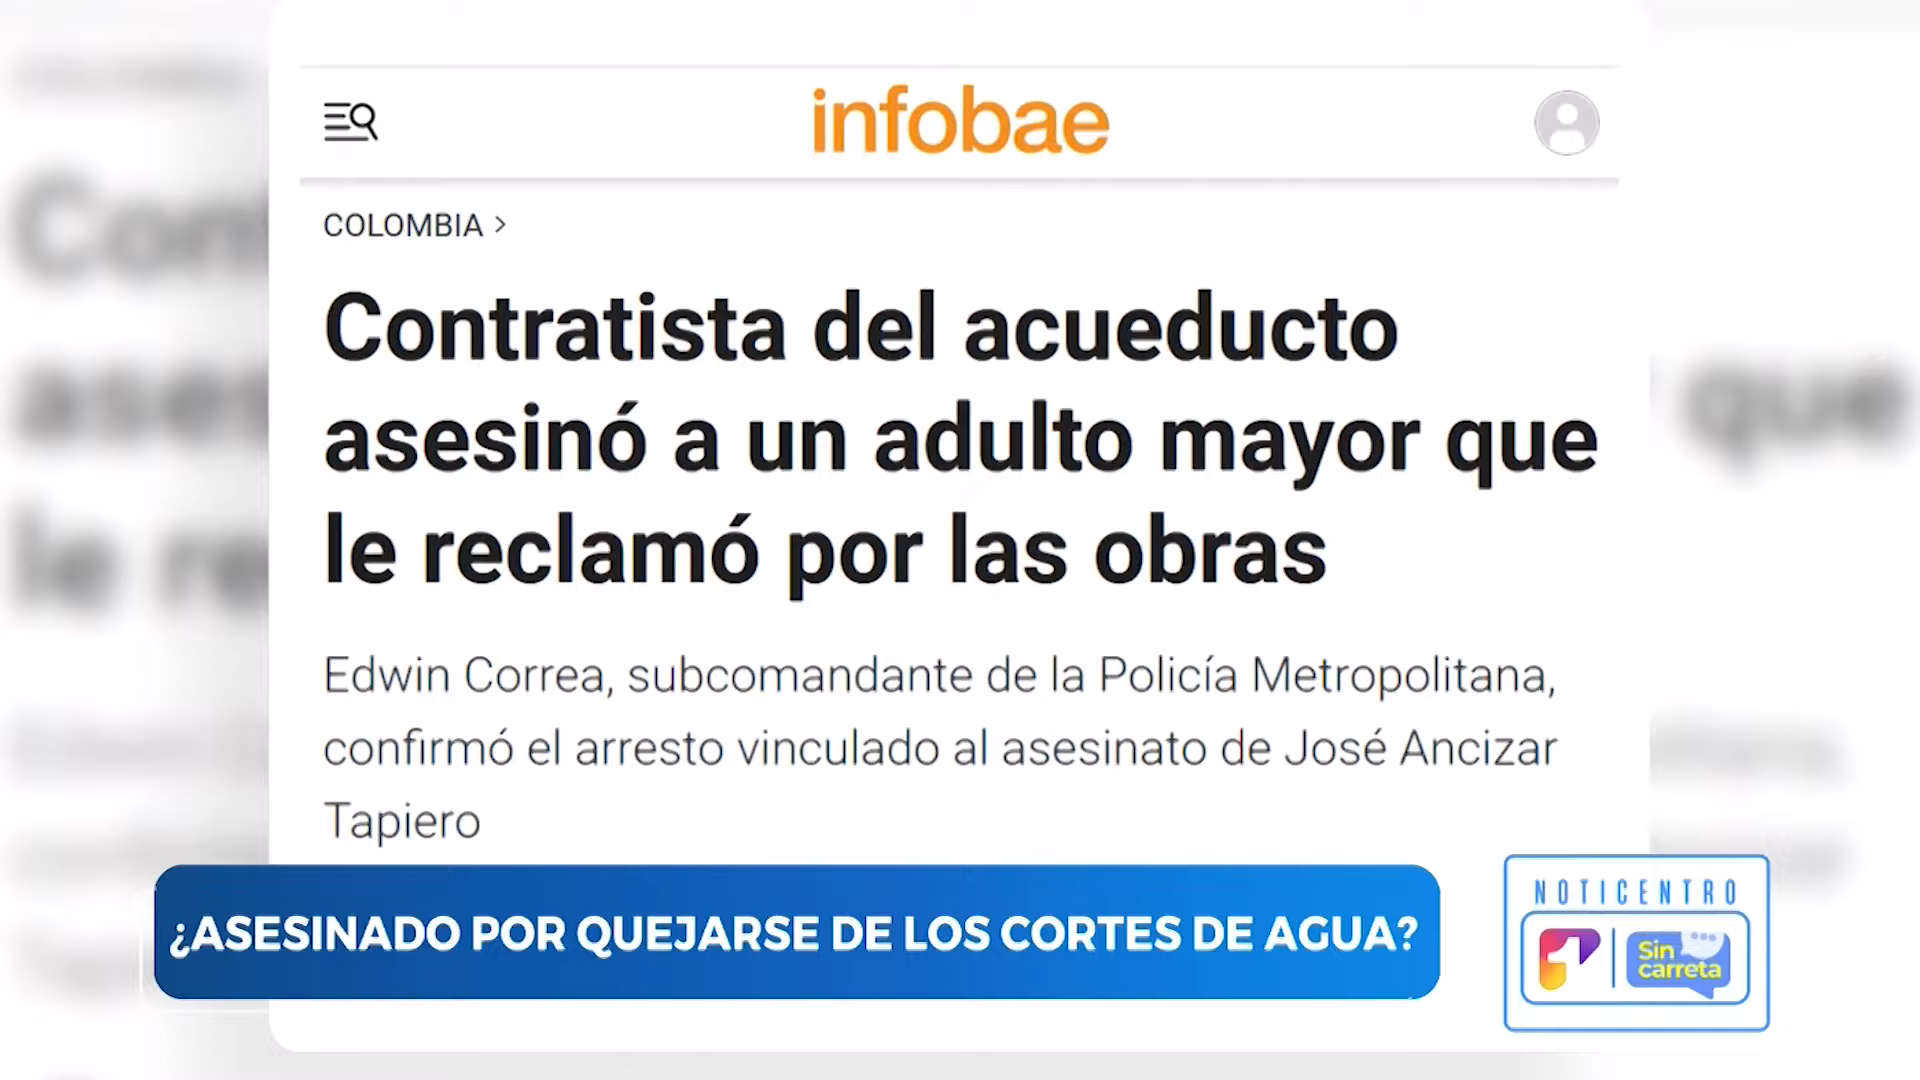 infobae
COLOMBIA >
Contratista del acueducto
asesinó a un adulto mayor que
le reclamó por las obras
Edwin Correa, subcomandante de la Policía Metropolitana,
confirmó el arresto vinculado al asesinato de José Ancizar
Tapiero
¿ASESINADO POR QUEJARSE DE LOS CORTES DE AGUA?
NOTICENTRO
1
Sin
carreta